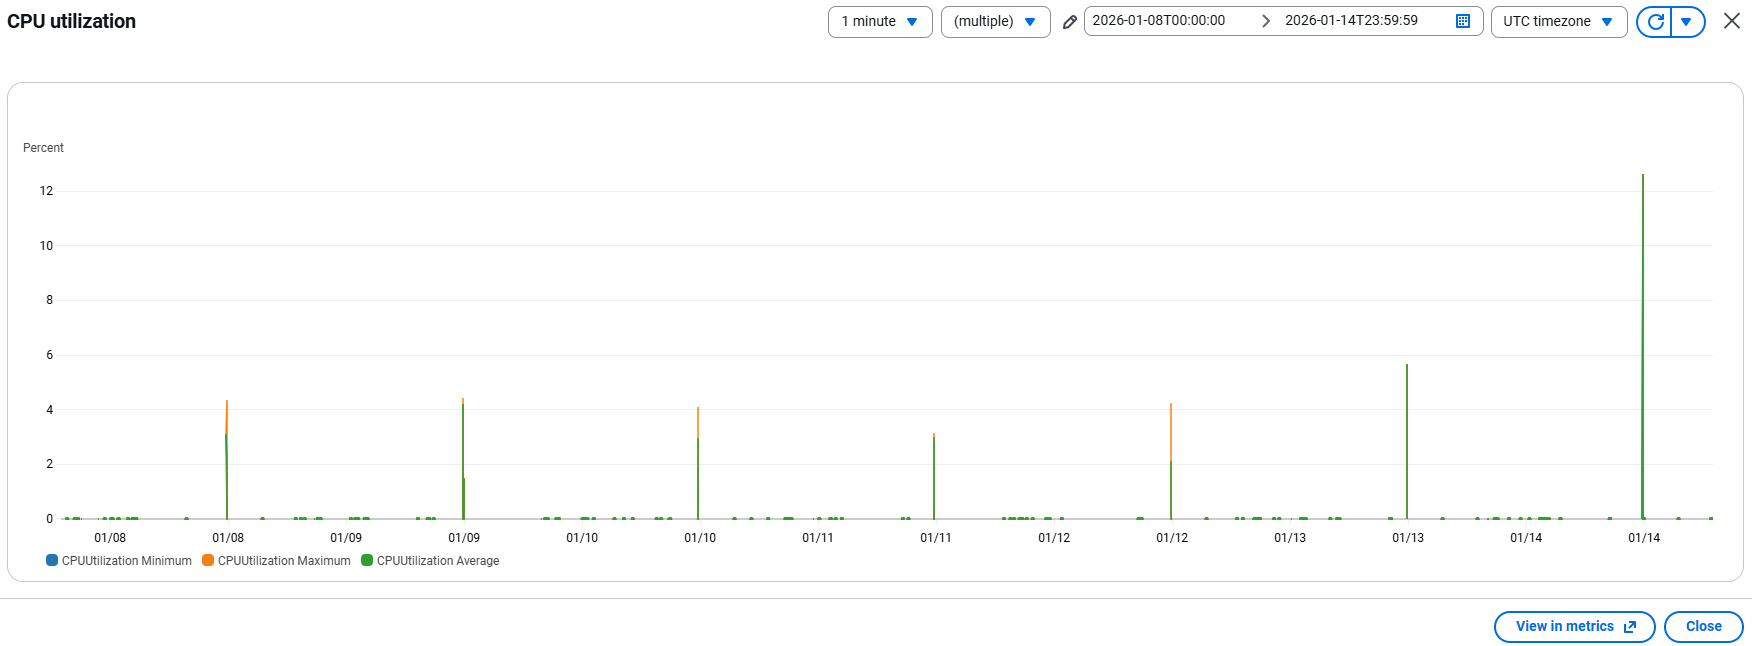 CPU utilization
1 minute
(multiple)
2026-01-08T00:00:00
2026-01-14T23:59:59
UTC timezone
Percent
12
10
8
6
4
2
0
01/08 01/08 01/09 01/09 01/10 01/10 01/11 01/11 01/12 01/12 01/13 01/13 01/14 01/14
CPUUtilization Minimum CPUUtilization Maximum CPUUtilization Average
View in metrics
Close